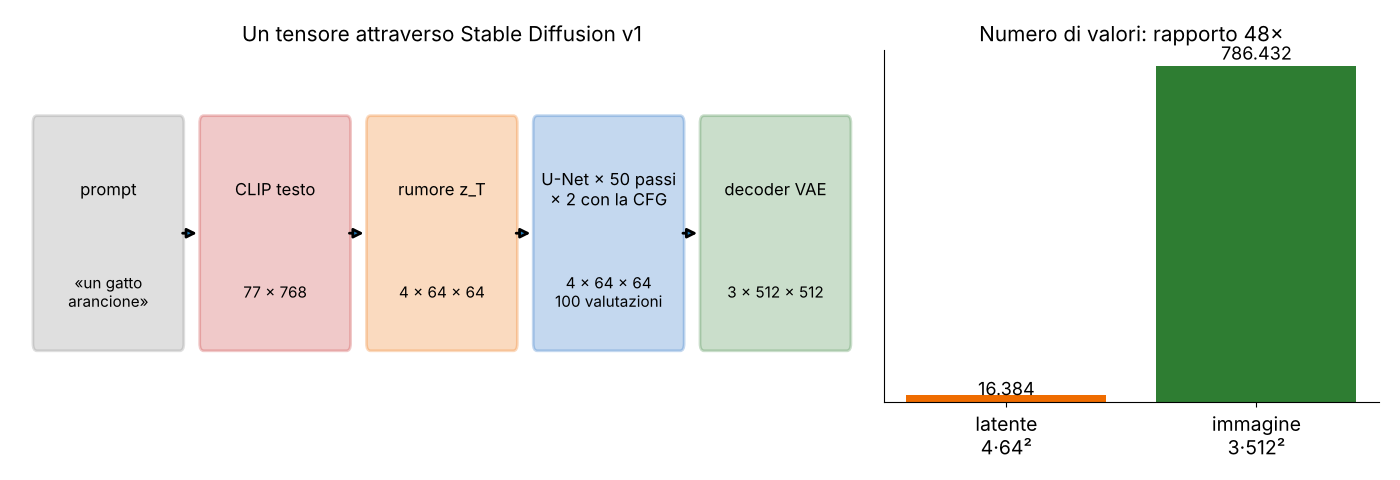 Un tensore attraverso Stable Diffusion v1
prompt
«un gatto
arancione»
CLIP testo
77 × 768
rumore z_T
4 × 64 × 64
U-Net × 50 passi
× 2 con la CFG
4 × 64 × 64
100 valutazioni
decoder VAE
3 × 512 × 512
Numero di valori: rapporto 48×
786.432
16.384
latente
4·64²
immagine
3·512²